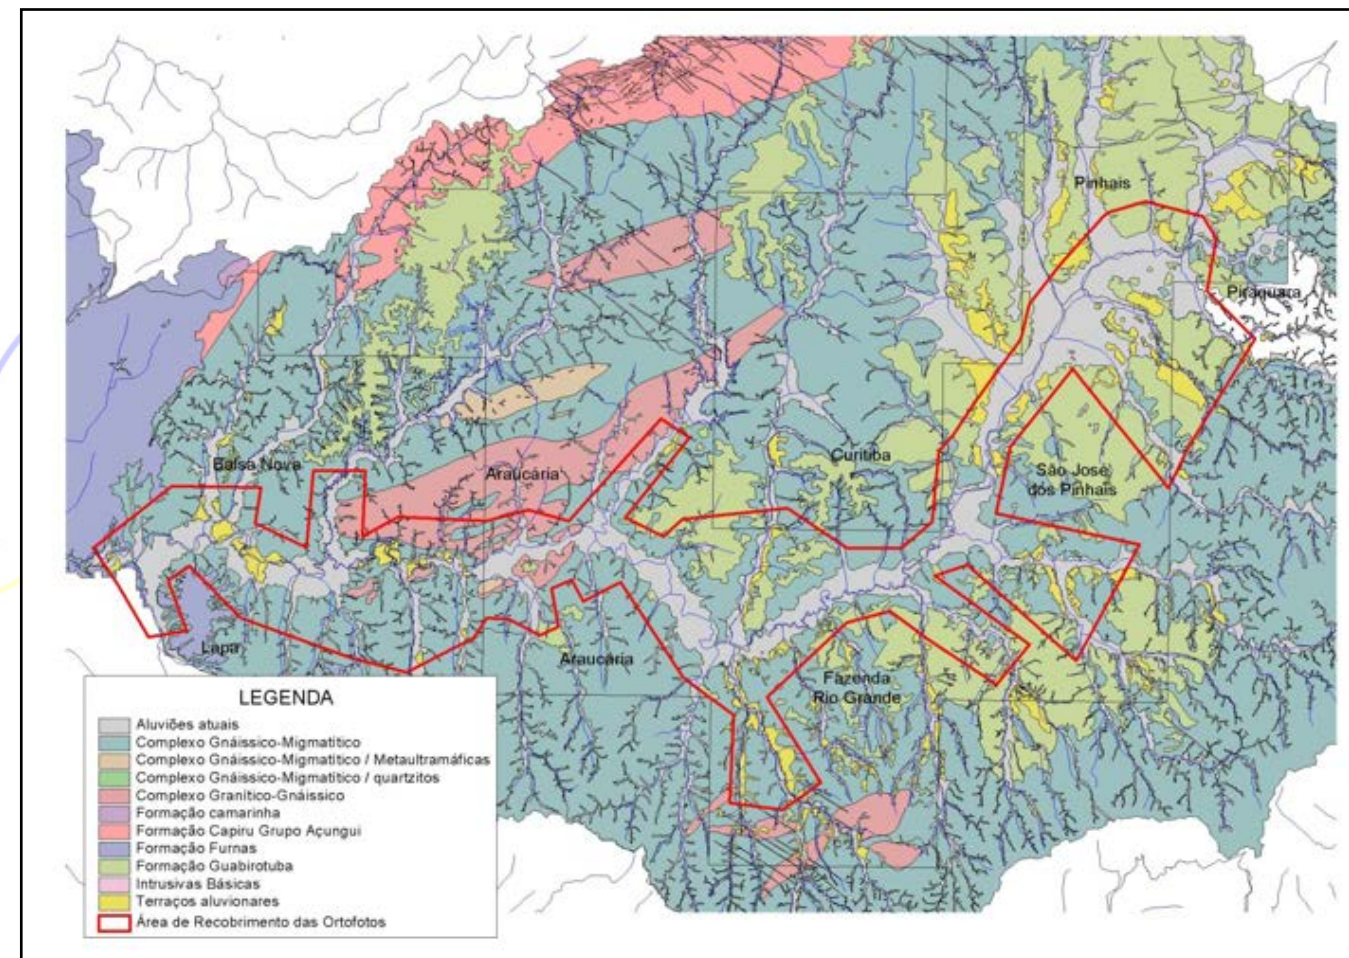 Pinhais
Piraquara
Balsa Nova
Araucária
Curitiba
São José
dos Pinhais
Lapa
Araucária
Fazenda
Rio Grande
LEGENDA
Aluviões atuais
Complexo Gnáissico-Migmatítico
Complexo Gnáissico-Migmatítico / Metaultramáficas
Complexo Gnáissico-Migmatítico / quartzitos
Complexo Granítico-Gnáissico
Formação camarinha
Formação Capiru Grupo Açungui
Formação Furnas
Formação Guabirotuba
Intrusivas Básicas
Terraços aluvionares
Área de Recobrimento das Ortofotos